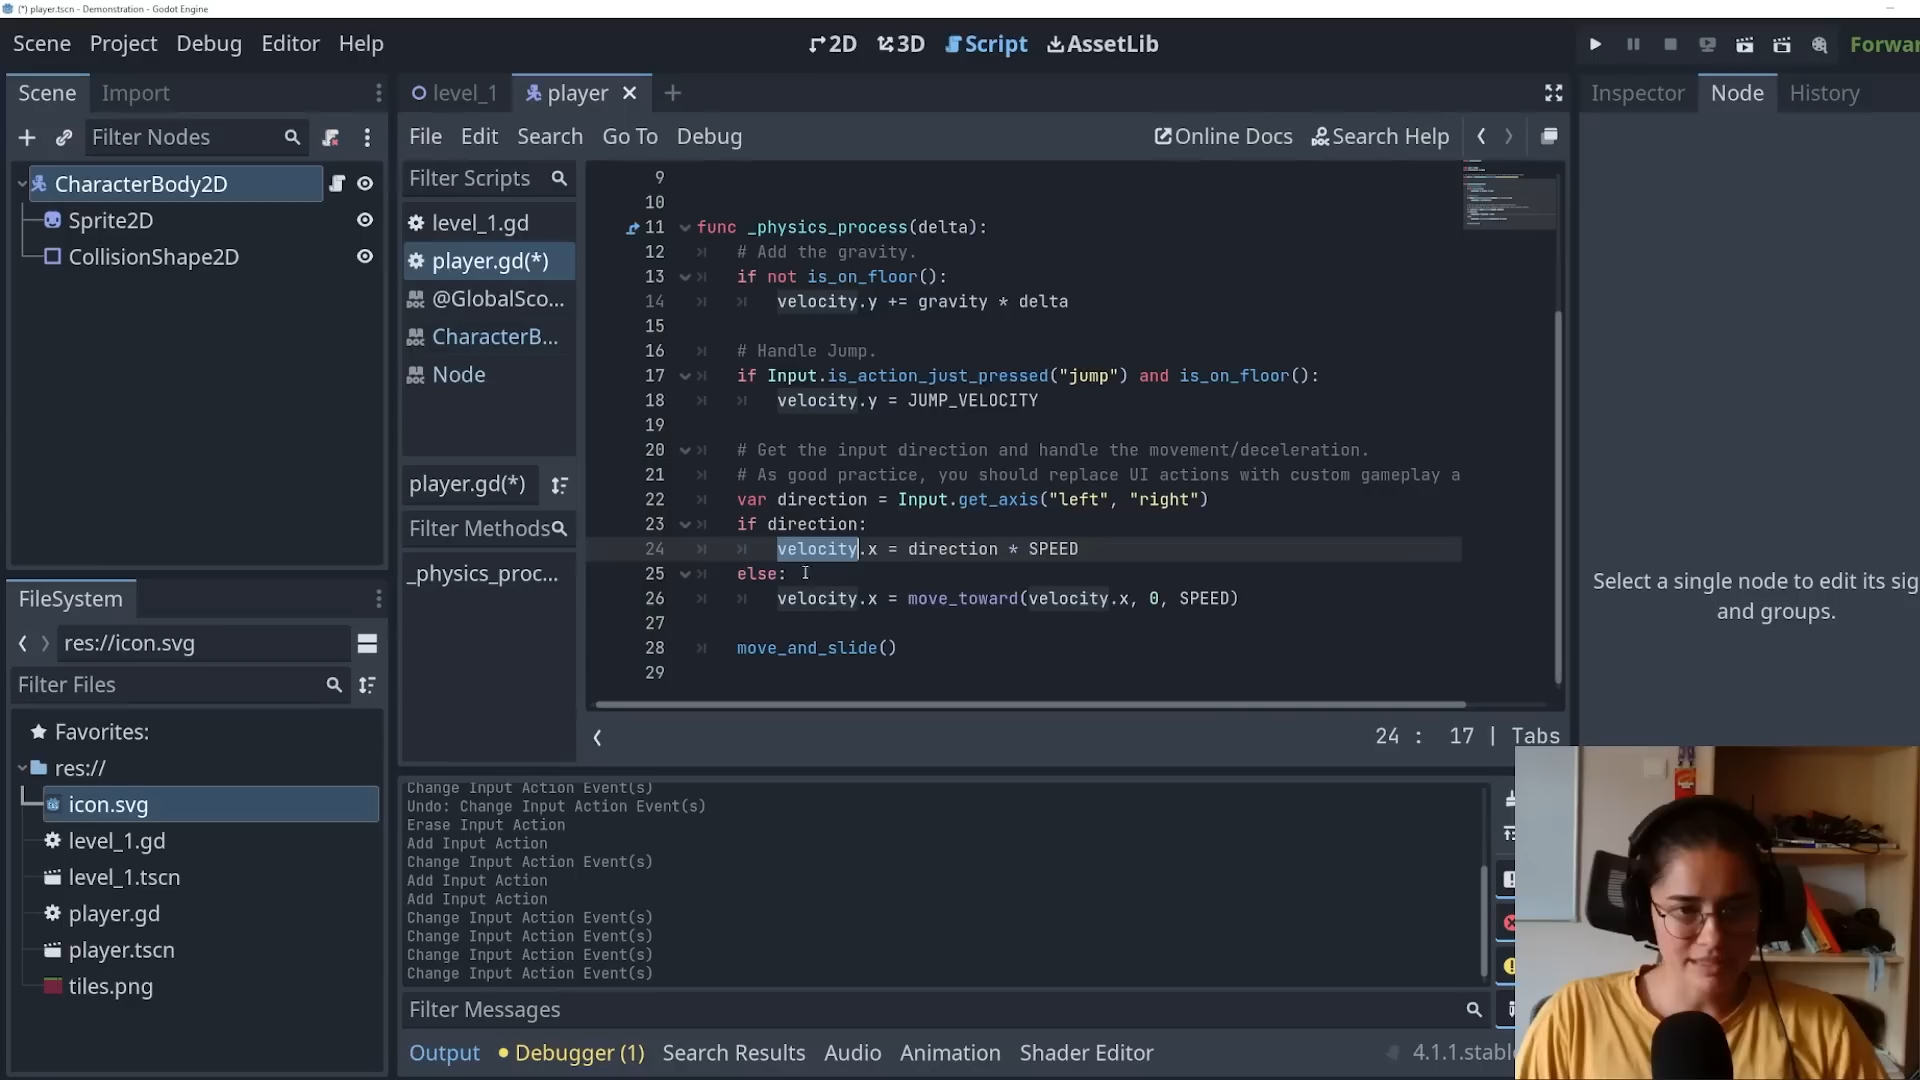 (*) player.tscn - Demonstration - Godot Engine
Scene Project Debug Editor Help
2D 3D Script AssetLib
Forwar
Scene Import
Filter Nodes
CharacterBody2D
Sprite2D
CollisionShape2D
FileSystem
res://icon.svg
Filter Files
Favorites:
res://
icon.svg
level_1.gd
level_1.tscn
player.gd
player.tscn
tiles.png
level_1 player
File Edit Search Go To Debug
Online Docs Search Help
Filter Scripts
level_1.gd
player.gd(*)
@GlobalSco...
CharacterB...
Node
player.gd(*)
Filter Methods
_physics_proc...
9
10
11 func _physics_process(delta):
12 # Add the gravity.
13 if not is_on_floor():
14 velocity.y += gravity * delta
15
16 # Handle Jump.
17 if Input.is_action_just_pressed("jump") and is_on_floor():
18 velocity.y = JUMP_VELOCITY
19
20 # Get the input direction and handle the movement/deceleration.
21 # As good practice, you should replace UI actions with custom gameplay a
22 var direction = Input.get_axis("left", "right")
23 if direction:
24 velocity.x = direction * SPEED
25 else:
26 velocity.x = move_toward(velocity.x, 0, SPEED)
27
28 move_and_slide()
29
24 : 17 | Tabs
Change Input Action Event(s)
Undo: Change Input Action Event(s)
Erase Input Action
Add Input Action
Change Input Action Event(s)
Add Input Action
Add Input Action
Change Input Action Event(s)
Change Input Action Event(s)
Change Input Action Event(s)
Change Input Action Event(s)
Filter Messages
Output Debugger (1) Search Results Audio Animation Shader Editor
4.1.1.stabl
Inspector Node History
Select a single node to edit its sig
and groups.